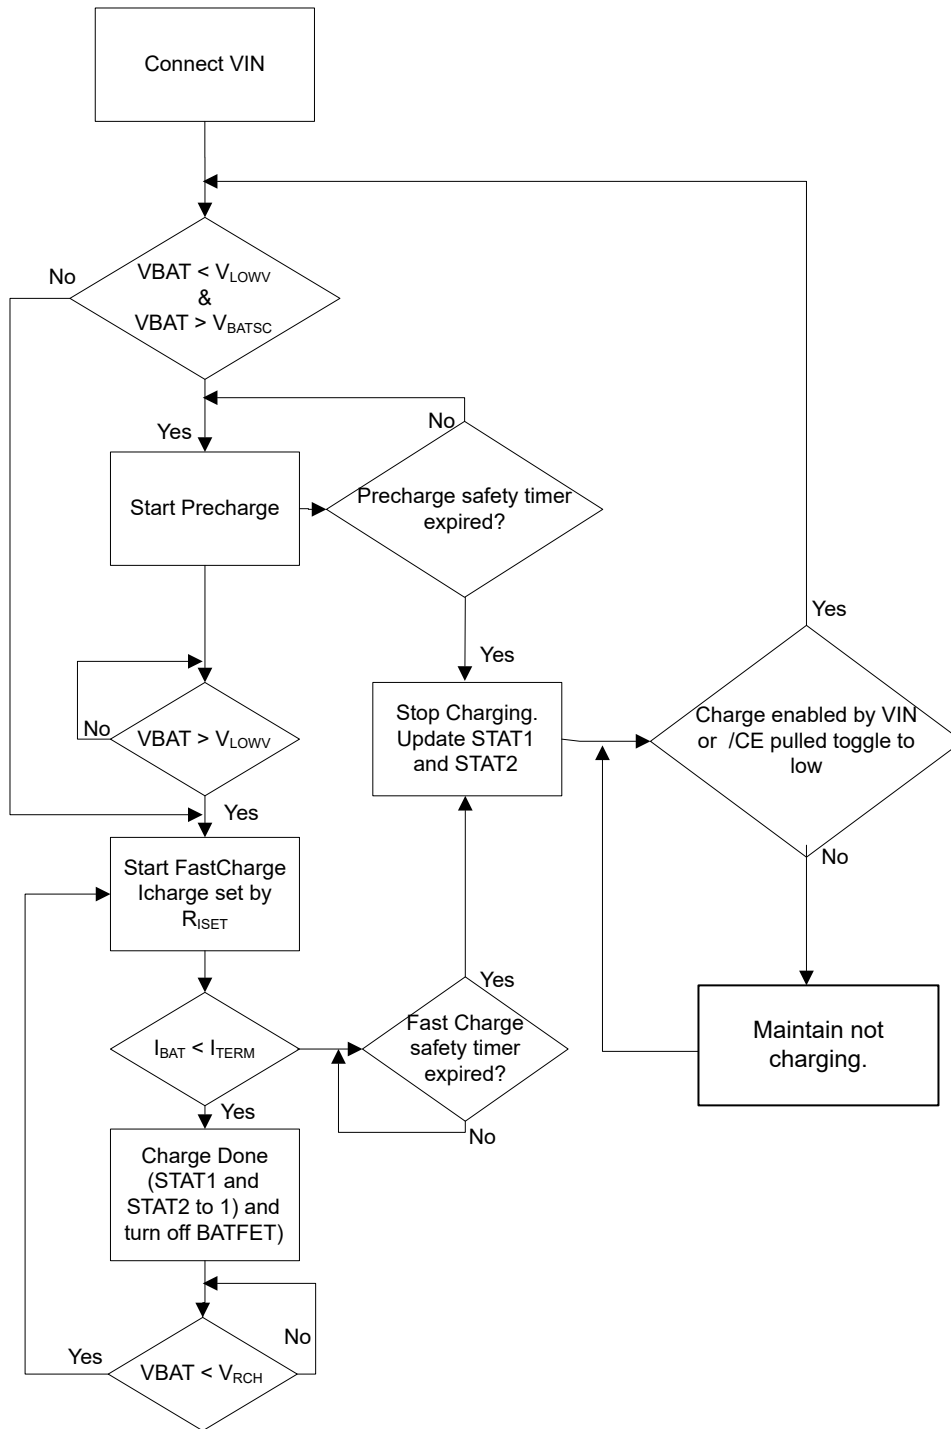 Connect VIN
No
VBAT < VLOWV
&
VBAT > VBATSC
Yes
No
Start Precharge
Precharge safety timer
expired?
Yes
Yes
No
VBAT > VLOWV
Stop Charging.
Update STAT1
and STAT2
Charge enabled by VIN
or /CE pulled toggle to
low
Yes
No
Start FastCharge
Icharge set by
RISET
Yes
Fast Charge
safety timer
expired?
IBAT < ITERM
Maintain not
charging.
Yes
No
Charge Done
(STAT1 and
STAT2 to 1) and
turn off BATFET)
No
Yes
VBAT < VRCH